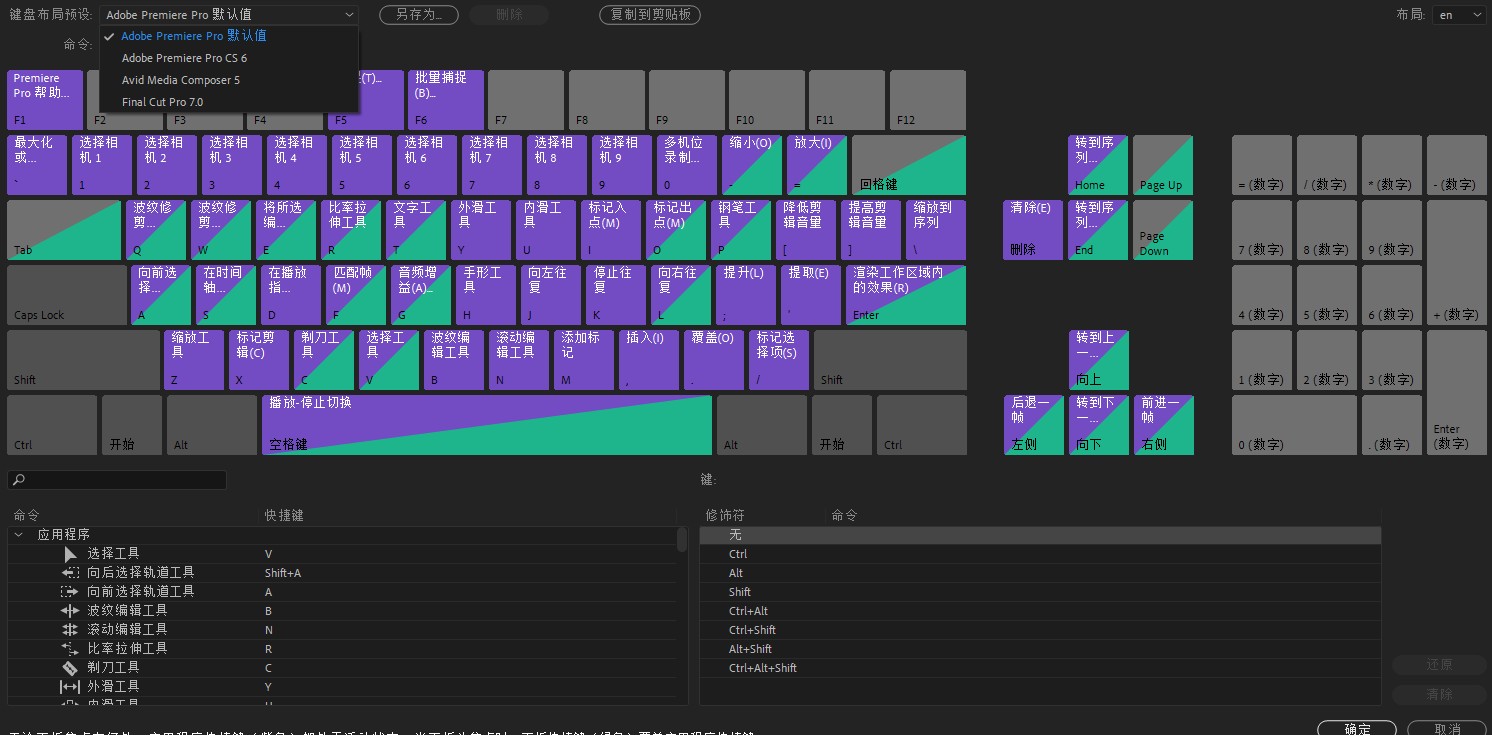 键盘布局预设: Adobe Premiere Pro 默认值 另存为... 删除 复制到剪贴板 布局: en
Adobe Premiere Pro 默认值
命令:
Adobe Premiere Pro CS 6
Avid Media Composer 5
Final Cut Pro 7.0
Premiere Pro 帮助... (T)... 批量捕捉 (B)...
F1 F2 F3 F4 F5 F6 F7 F8 F9 F10 F11 F12
最大化或... 选择相机 1 选择相机 2 选择相机 3 选择相机 4 选择相机 5 选择相机 6 选择相机 7 选择相机 8 选择相机 9 多机位录制... 缩小(O) 放大(I) 转到序列...
` 1 2 3 4 5 6 7 8 9 0 - = 回格键 Home Page Up = (数字) / (数字) * (数字) - (数字)
波纹修剪... 波纹修剪... 将所选编... 比率拉伸工具 文字工具 外滑工具 内滑工具 标记入点(M) 标记出点(M) 钢笔工具 降低剪辑音量 提高剪辑音量 缩放到序列 清除(E) 转到序列...
Tab Q W E R T Y U I O P [ ] \ 删除 End Page Down 7 (数字) 8 (数字) 9 (数字)
向前选择... 在时间轴... 在播放指... 匹配帧(M) 音频增益(A)... 手形工具 向左往复 停止往复 向右往复 提升(L) 提取(E) 渲染工作区域内的效果(R)
Caps Lock A S D F G H J K L ; ' Enter 4 (数字) 5 (数字) 6 (数字) + (数字)
缩放工具 标记剪辑(C) 剃刀工具 选择工具 波纹编辑工具 滚动编辑工具 添加标记 插入(I) 覆盖(O) 标记选择项(S) 转到上一...
Shift Z X C V B N M , . / Shift 向上 1 (数字) 2 (数字) 3 (数字)
播放-停止切换 后退一帧 转到下一... 前进一帧
Ctrl 开始 Alt 空格键 Alt 开始 Ctrl 左侧 向下 右侧 0 (数字) . (数字) Enter (数字)
键:
命令 快捷键 修饰符 命令
应用程序 无
选择工具 V Ctrl
向后选择轨道工具 Shift+A Alt
向前选择轨道工具 A Shift
波纹编辑工具 B Ctrl+Alt
滚动编辑工具 N Ctrl+Shift
比率拉伸工具 R Alt+Shift
剃刀工具 C Ctrl+Alt+Shift 还原
外滑工具 Y 清除
确定 取消